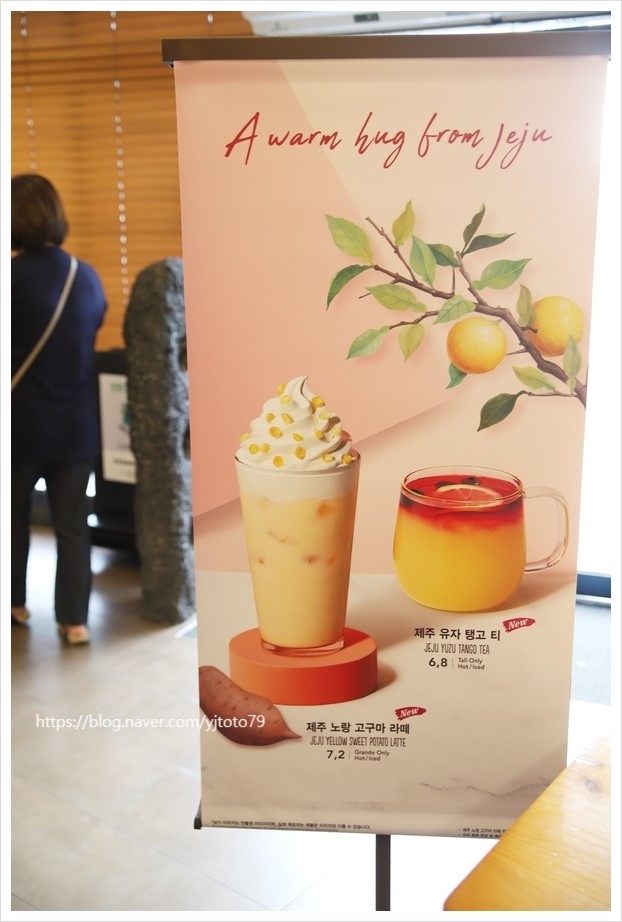 A warm hug from Jeju
New
제주 유자 탱고 티
JEJU YUZU TANGO TEA
6,8 Tall Only
Hot/Iced
https://blog.naver.com/yjtoto79
New
제주 노랑 고구마 라떼
JEJU YELLOW SWEET POTATO LATTE
7,2 Grande Only
Hot/Iced